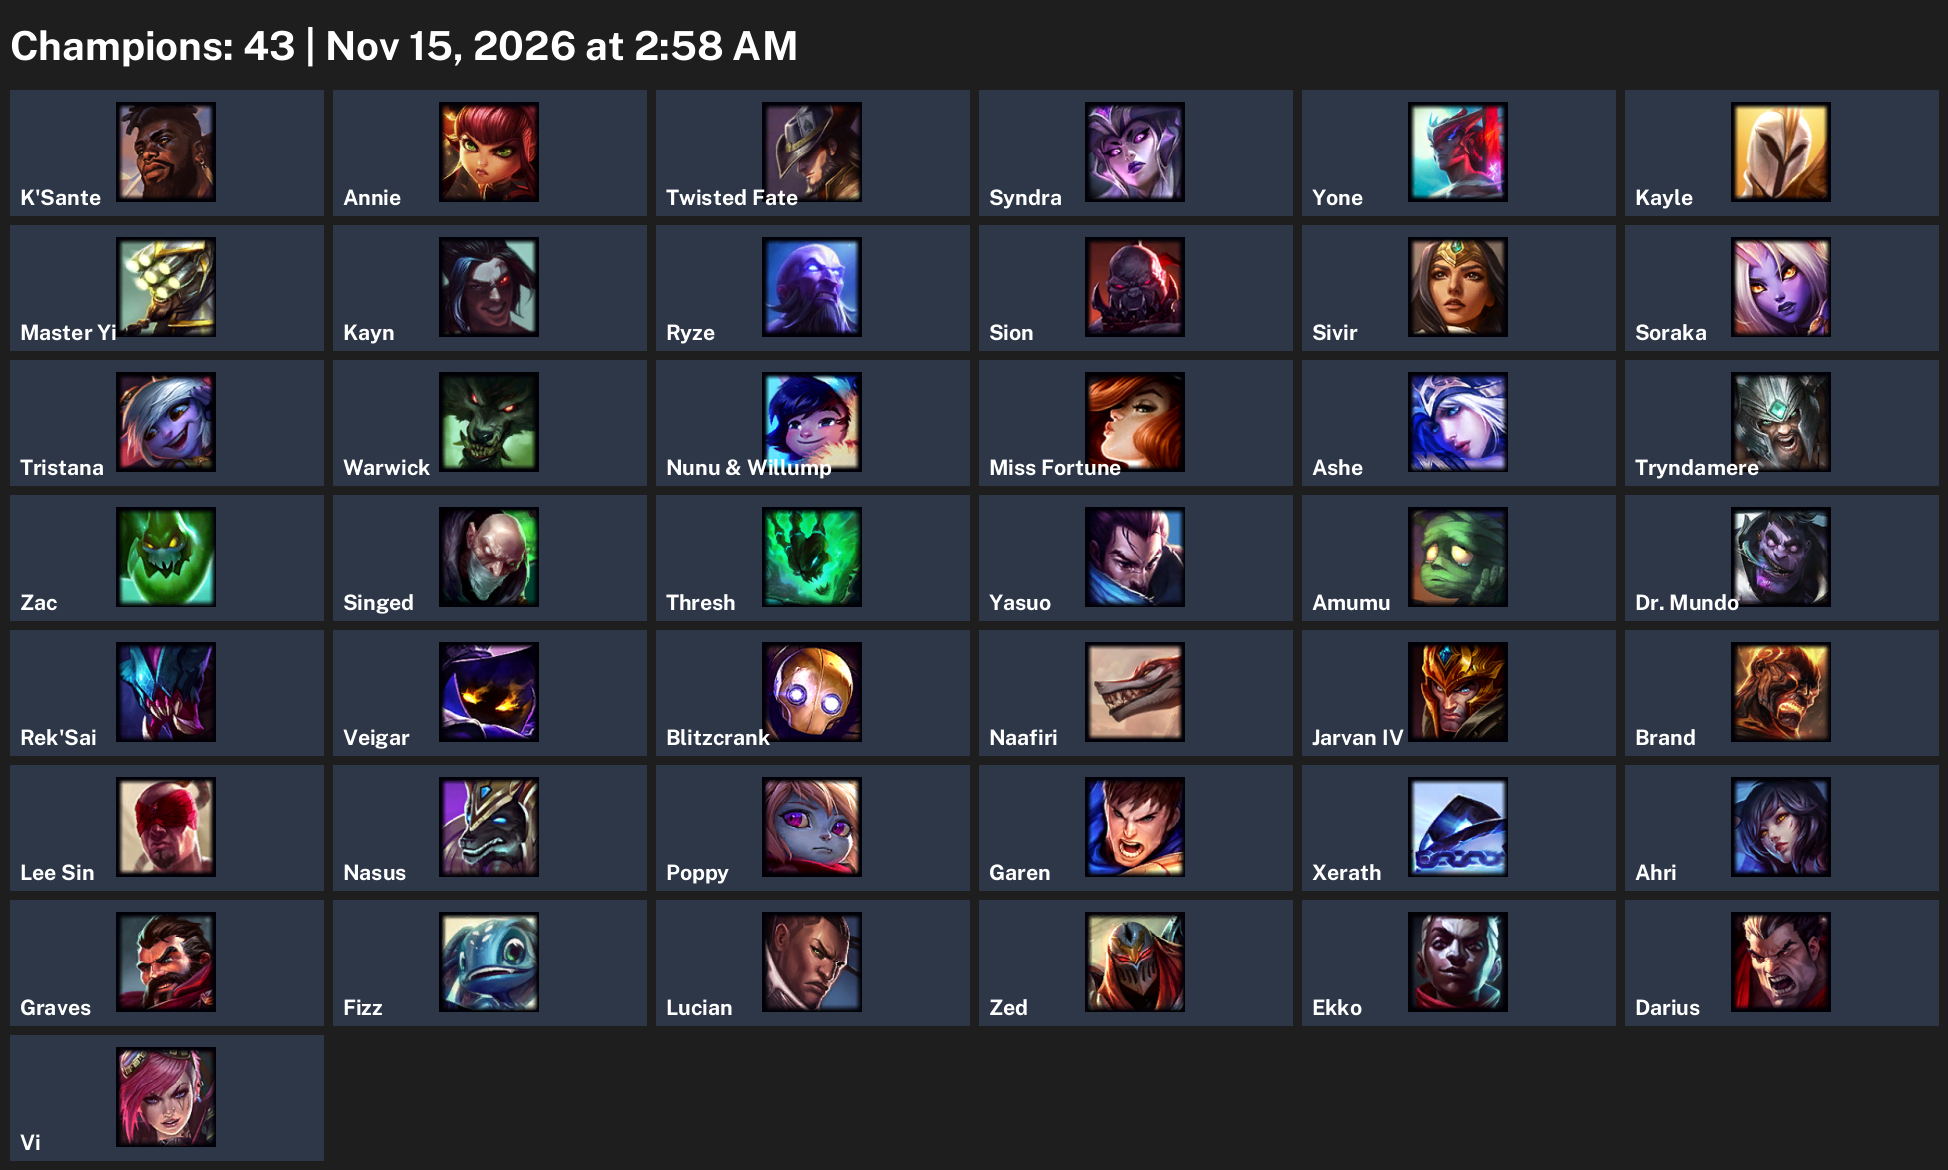 Champions: 43 | Nov 15, 2026 at 2:58 AM
K'Sante
Annie
Twisted Fate
Syndra
Yone
Kayle
Master Yi
Kayn
Ryze
Sion
Sivir
Soraka
Tristana
Warwick
Nunu & Willump
Miss Fortune
Ashe
Tryndamere
Zac
Singed
Thresh
Yasuo
Amumu
Dr. Mundo
Rek'Sai
Veigar
Blitzcrank
Naafiri
Jarvan IV
Brand
Lee Sin
Nasus
Poppy
Garen
Xerath
Ahri
Graves
Fizz
Lucian
Zed
Ekko
Darius
Vi